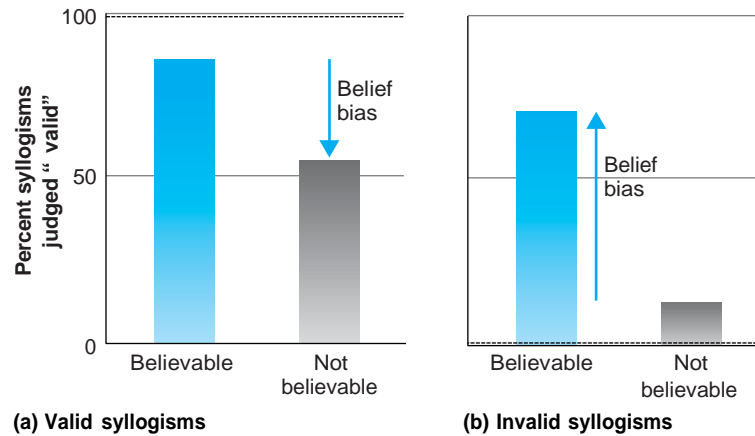 100
50
0
Percent syllogisms
judged “ valid”
Belief
bias
Believable
Not
believable
(a) Valid syllogisms
Belief
bias
Believable
Not
believable
(b) Invalid syllogisms